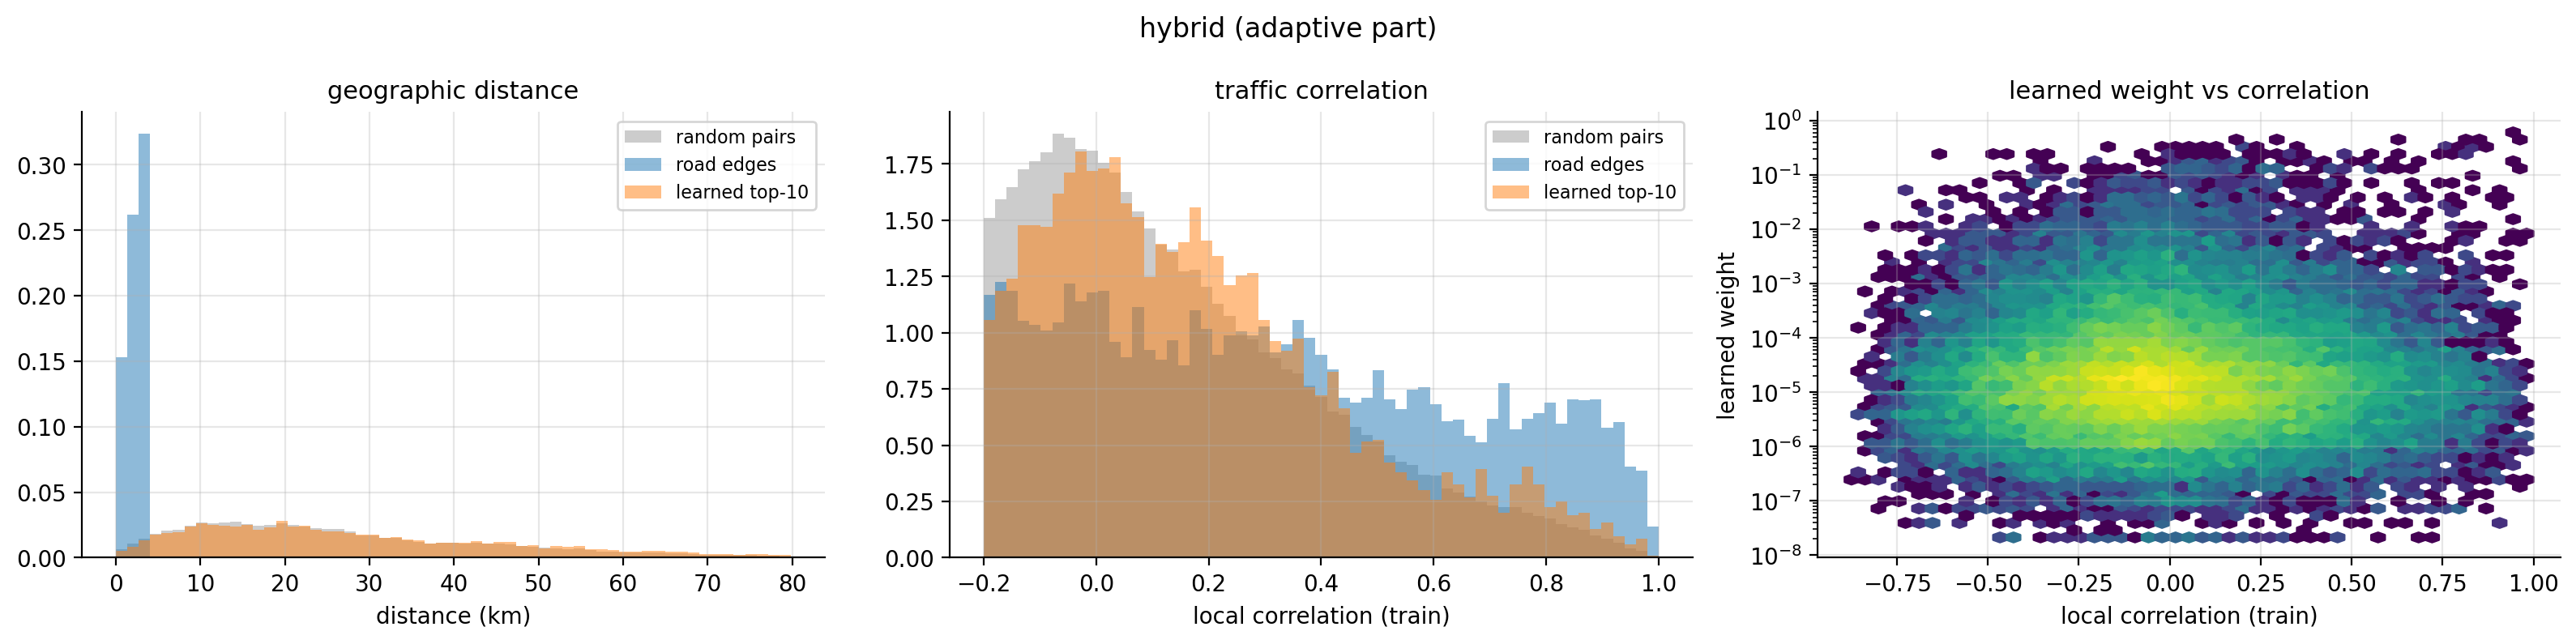 hybrid (adaptive part)
geographic distance
0.30
0.25
0.20
0.15
0.10
0.05
0.00
0 10 20 30 40 50 60 70 80
distance (km)
random pairs
road edges
learned top-10
traffic correlation
1.75
1.50
1.25
1.00
0.75
0.50
0.25
0.00
−0.2 0.0 0.2 0.4 0.6 0.8 1.0
local correlation (train)
random pairs
road edges
learned top-10
learned weight vs correlation
learned weight
10⁰
10⁻¹
10⁻²
10⁻³
10⁻⁴
10⁻⁵
10⁻⁶
10⁻⁷
10⁻⁸
−0.75 −0.50 −0.25 0.00 0.25 0.50 0.75 1.00
local correlation (train)